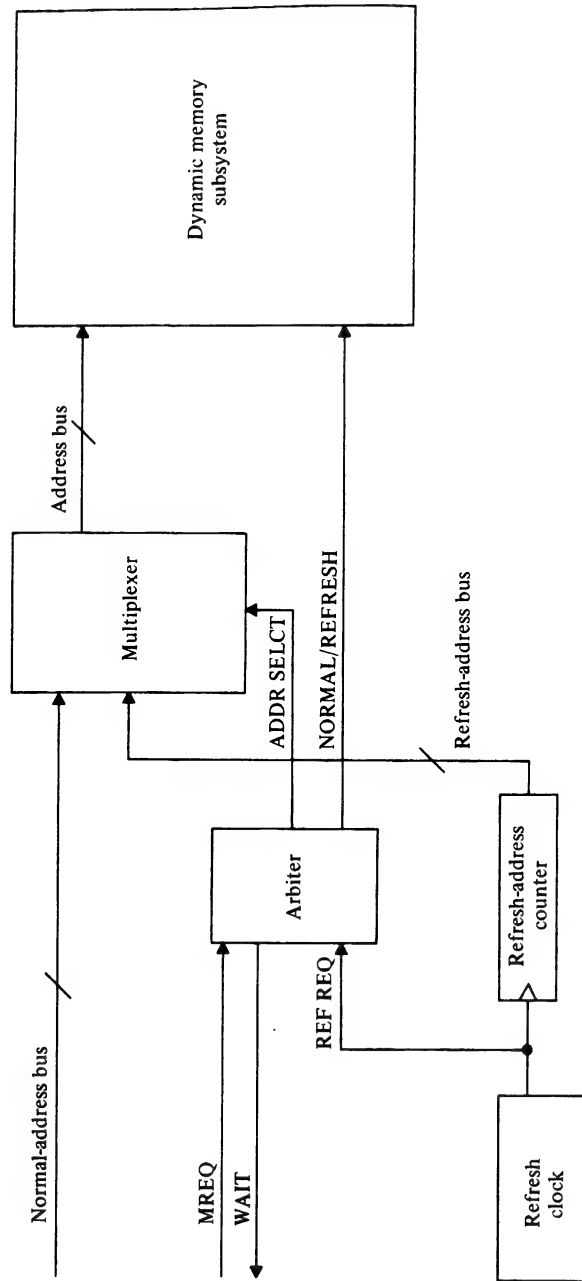 Normal-address bus
MREQ
WAIT
REF REQ
Refresh
clock
Refresh-address
counter
Arbiter
ADDR SELCT
NORMAL/REFRESH
Refresh-address bus
Multiplexer
Address bus
Dynamic memory
subsystem